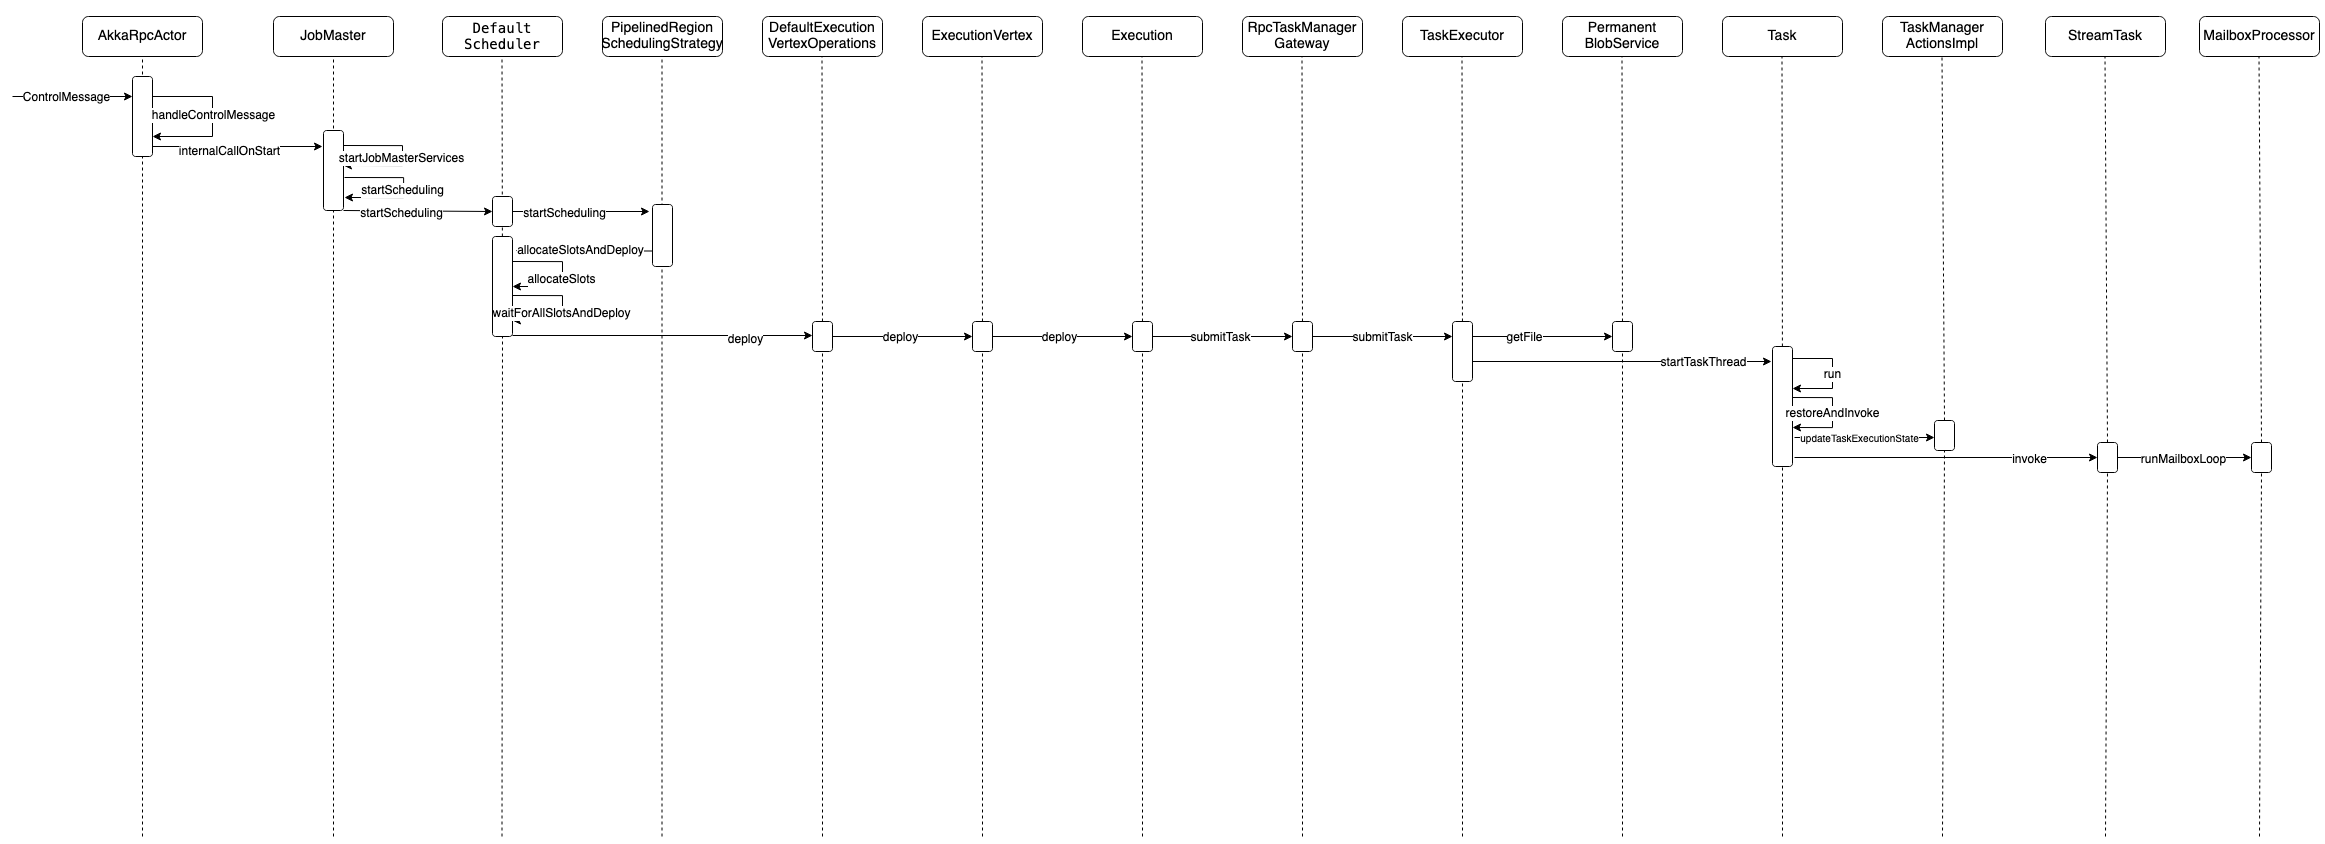 AkkaRpcActor
JobMaster
Default
Scheduler
PipelinedRegion
SchedulingStrategy
DefaultExecution
VertexOperations
ExecutionVertex
Execution
RpcTaskManager
Gateway
TaskExecutor
Permanent
BlobService
Task
TaskManager
ActionsImpl
StreamTask
MailboxProcessor
ControlMessage
handleControlMessage
internalCallOnStart
startJobMasterServices
startScheduling
startScheduling
startScheduling
allocateSlotsAndDeploy
allocateSlots
waitForAllSlotsAndDeploy
deploy
deploy
deploy
submitTask
submitTask
getFile
startTaskThread
run
restoreAndInvoke
updateTaskExecutionState
invoke
runMailboxLoop